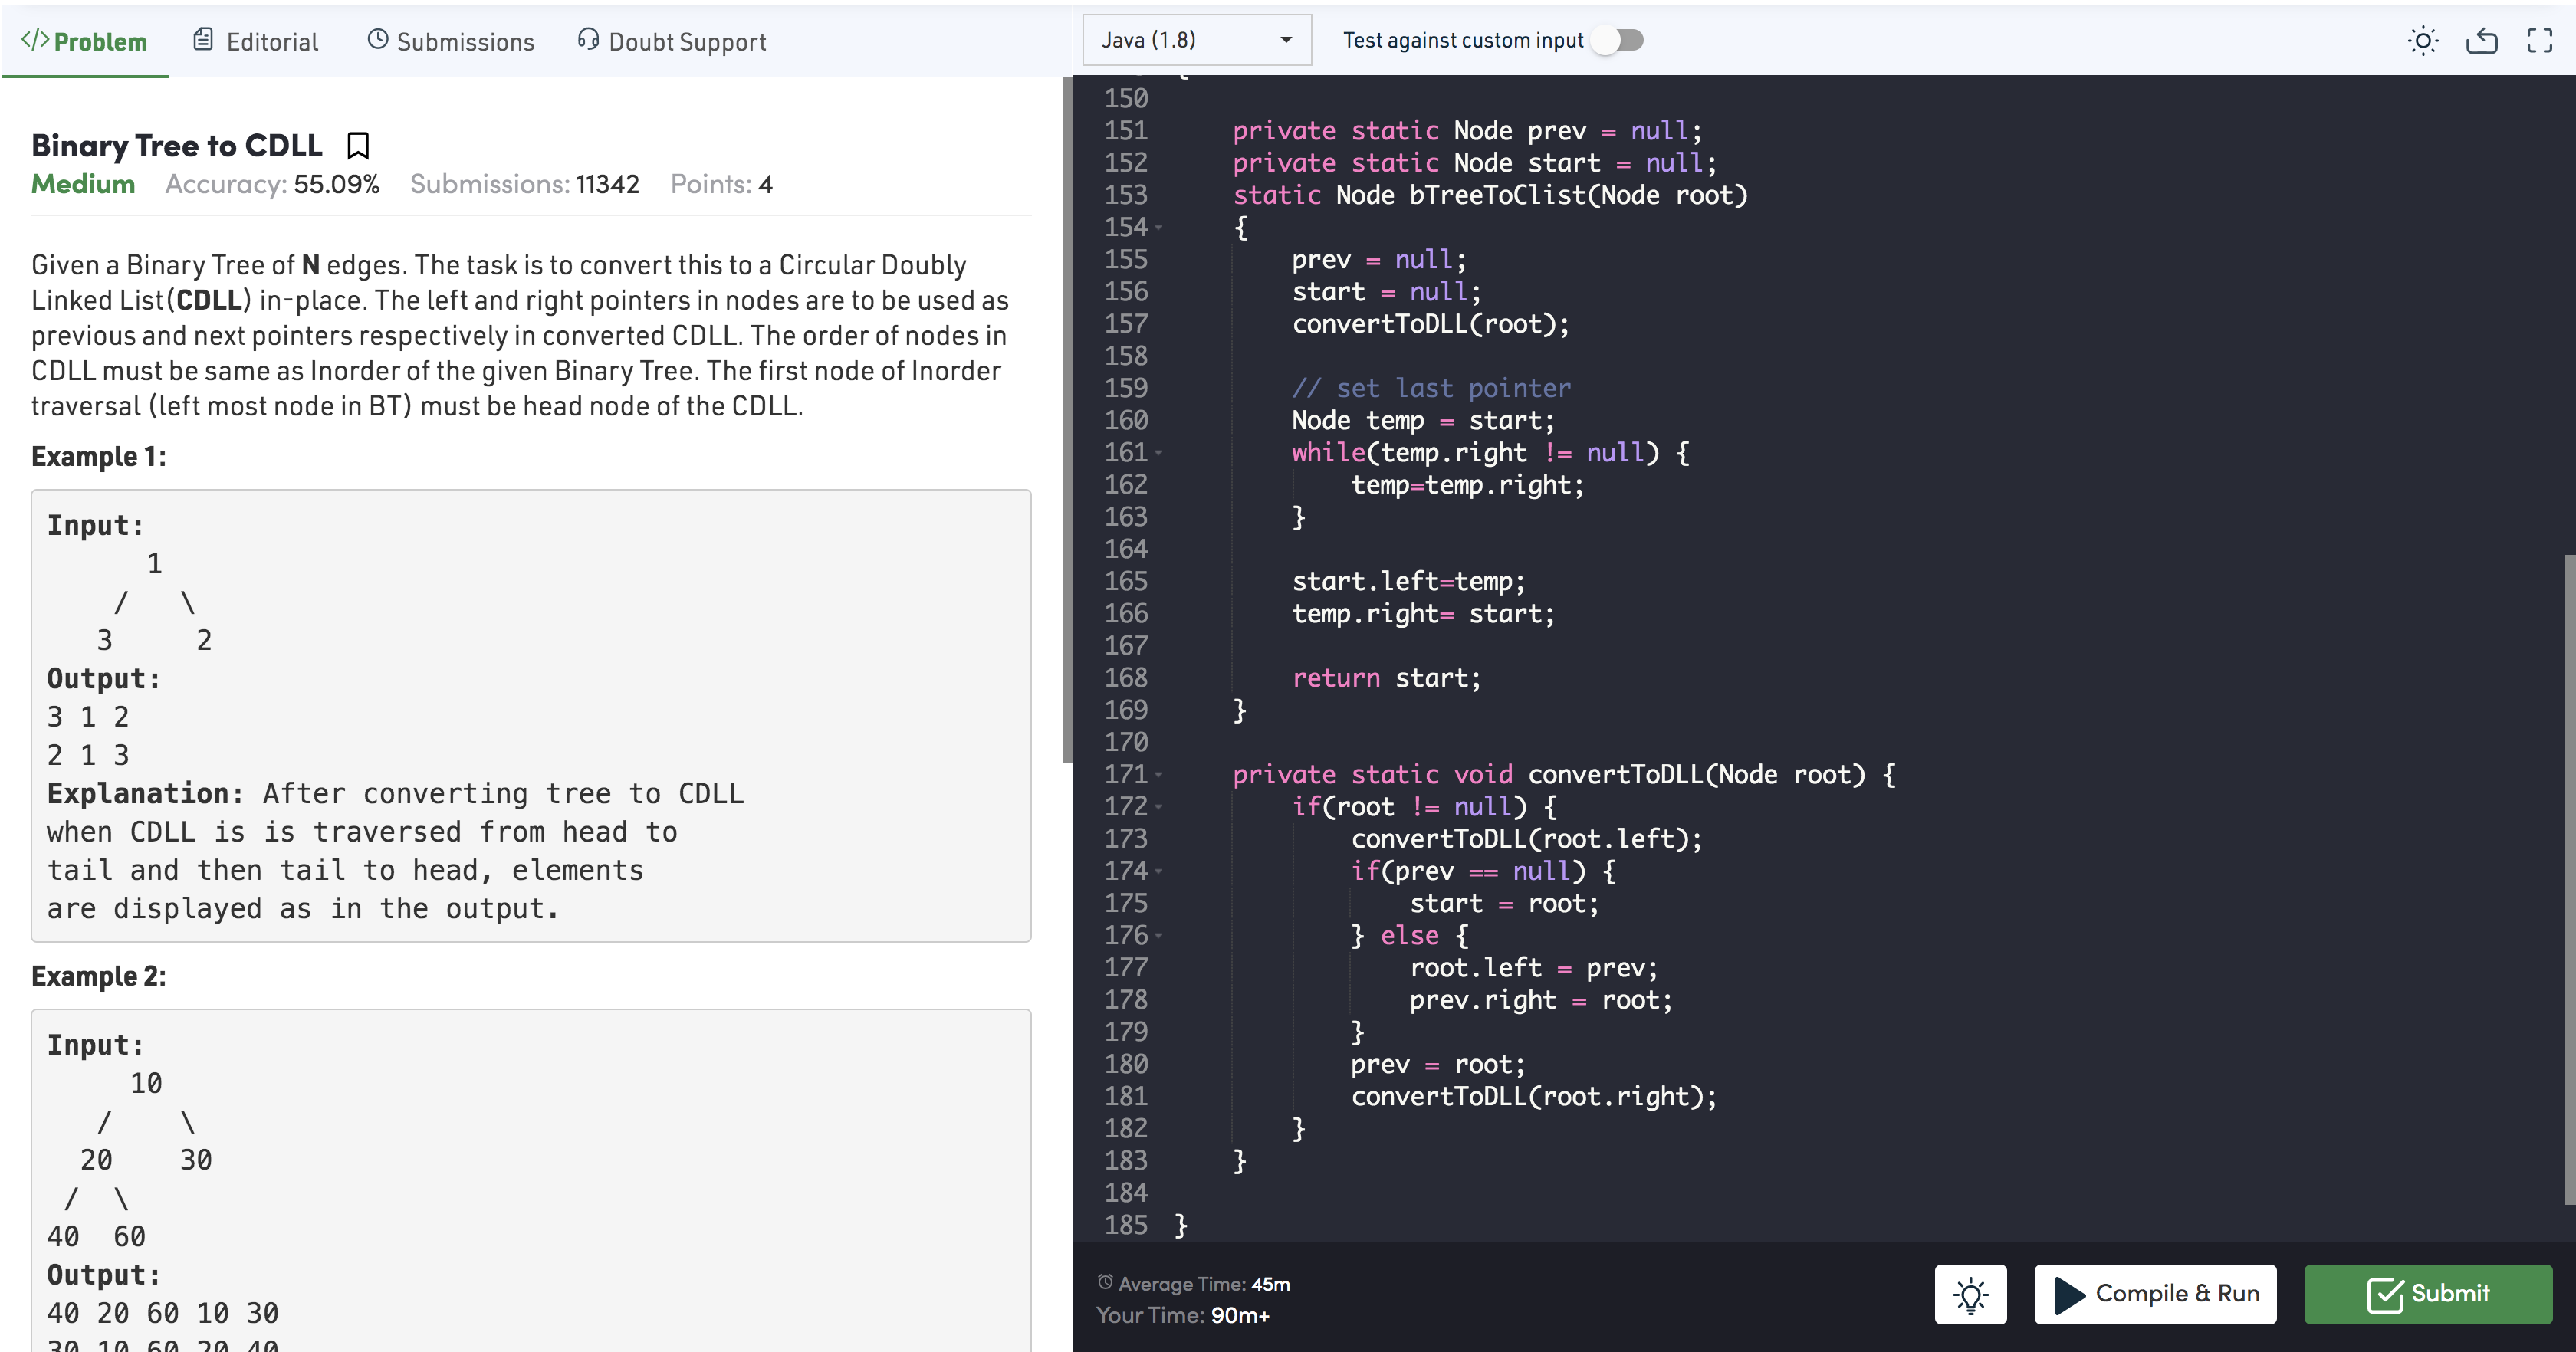 </> Problem
Editorial
Submissions
Doubt Support
Binary Tree to CDLL
Medium Accuracy: 55.09% Submissions: 11342 Points: 4
Given a Binary Tree of N edges. The task is to convert this to a Circular Doubly
Linked List(CDLL) in-place. The left and right pointers in nodes are to be used as
previous and next pointers respectively in converted CDLL. The order of nodes in
CDLL must be same as Inorder of the given Binary Tree. The first node of Inorder
traversal (left most node in BT) must be head node of the CDLL.
Example 1:
Input:
1
/ \
3 2
Output:
3 1 2
2 1 3
Explanation: After converting tree to CDLL
when CDLL is is traversed from head to
tail and then tail to head, elements
are displayed as in the output.
Example 2:
Input:
10
/ \
20 30
/ \
40 60
Output:
40 20 60 10 30
30 10 60 20 40
Java (1.8)
Test against custom input
{
150
151 private static Node prev = null;
152 private static Node start = null;
153 static Node bTreeToClist(Node root)
154 {
155 prev = null;
156 start = null;
157 convertToDLL(root);
158
159 // set last pointer
160 Node temp = start;
161 while(temp.right != null) {
162 temp=temp.right;
163 }
164
165 start.left=temp;
166 temp.right= start;
167
168 return start;
169 }
170
171 private static void convertToDLL(Node root) {
172 if(root != null) {
173 convertToDLL(root.left);
174 if(prev == null) {
175 start = root;
176 } else {
177 root.left = prev;
178 prev.right = root;
179 }
180 prev = root;
181 convertToDLL(root.right);
182 }
183 }
184
185 }
Average Time: 45m
Your Time: 90m+
Compile & Run
Submit